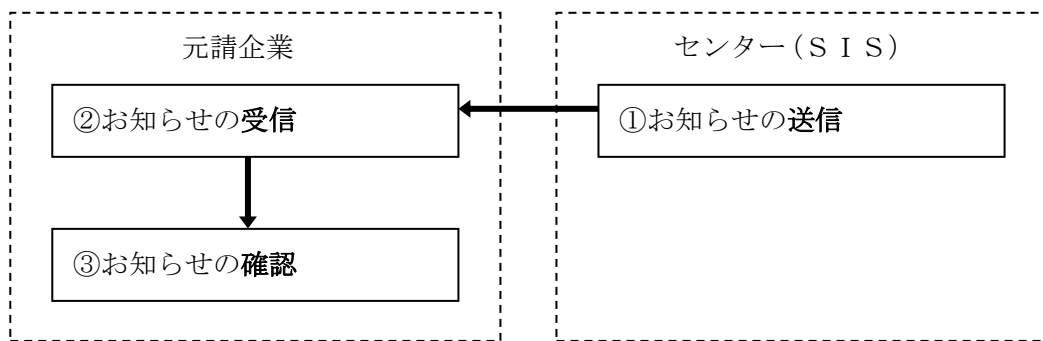 元請企業
センター(ＳＩＳ)
②お知らせの受信
①お知らせの送信
③お知らせの確認